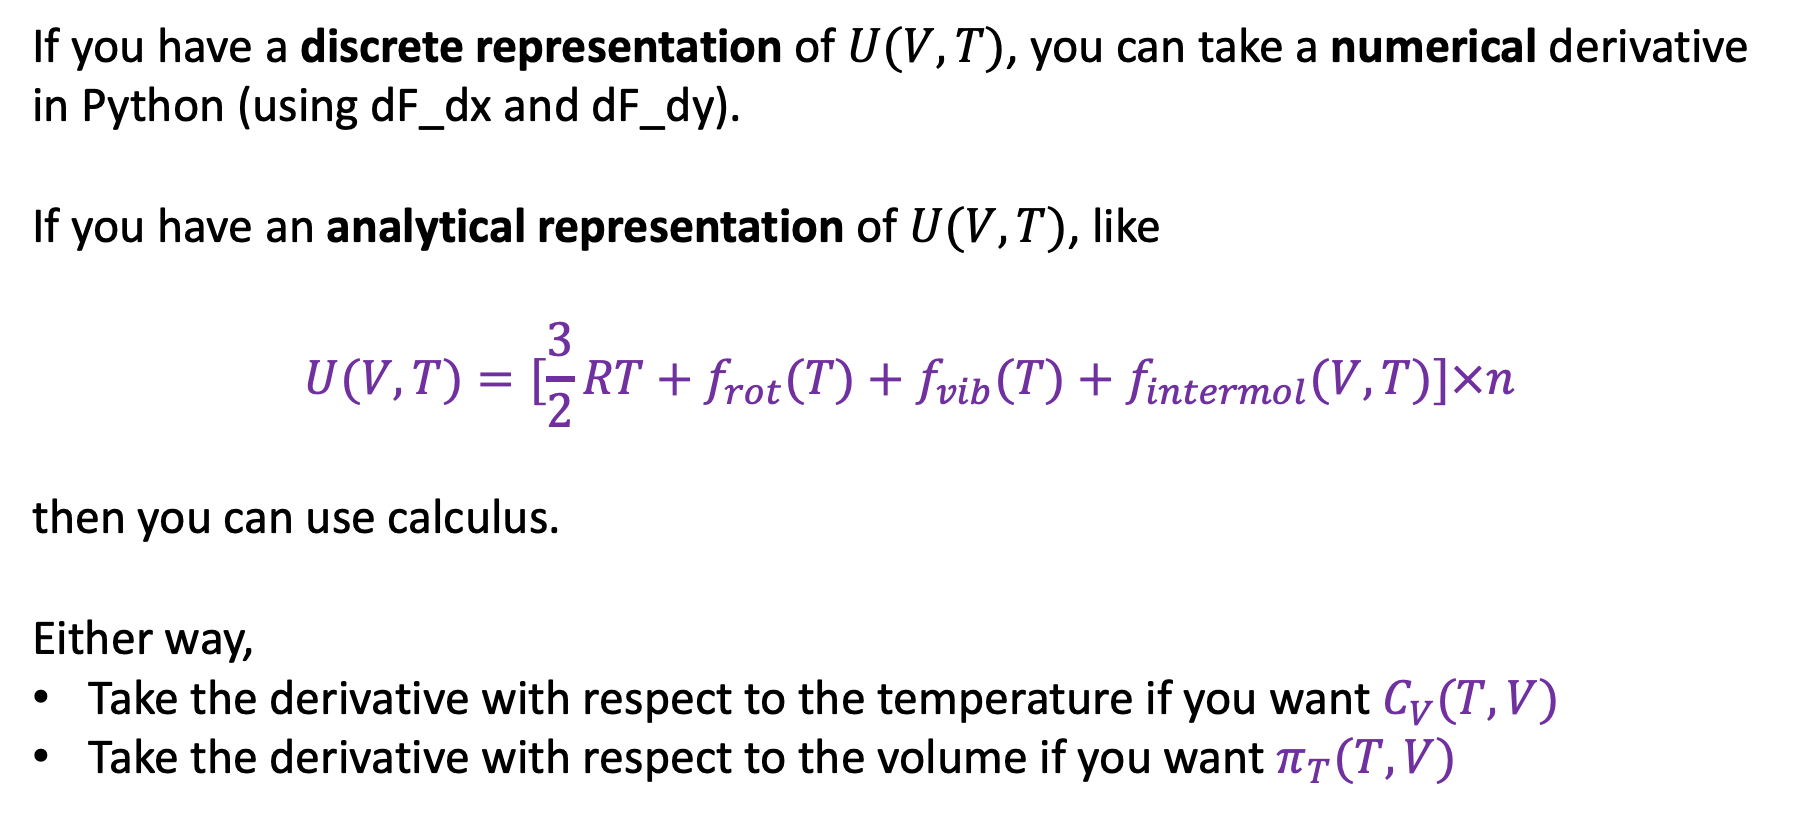 If you have a discrete representation of U(V, T), you can take a numerical derivative
in Python (using dF_dx and dF_dy).
If you have an analytical representation of U(V, T), like
U(V, T) = [3/2 RT + f_rot(T) + f_vib(T) + f_intermol(V, T)]×n
then you can use calculus.
Either way,
• Take the derivative with respect to the temperature if you want C_V(T, V)
• Take the derivative with respect to the volume if you want π_T(T, V)